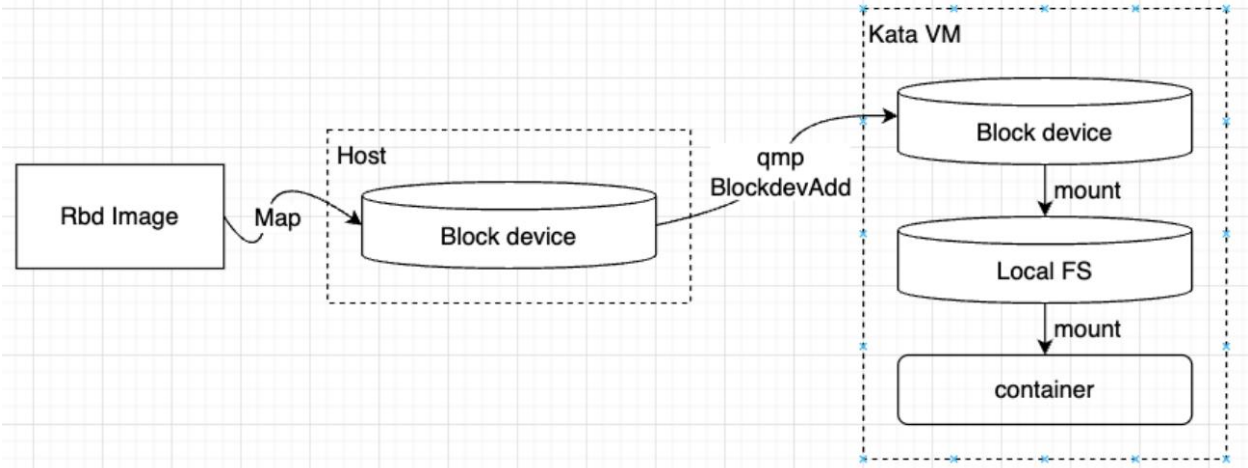 Rbd Image
Map
Host
Block device
qmp
BlockdevAdd
Kata VM
Block device
mount
Local FS
mount
container